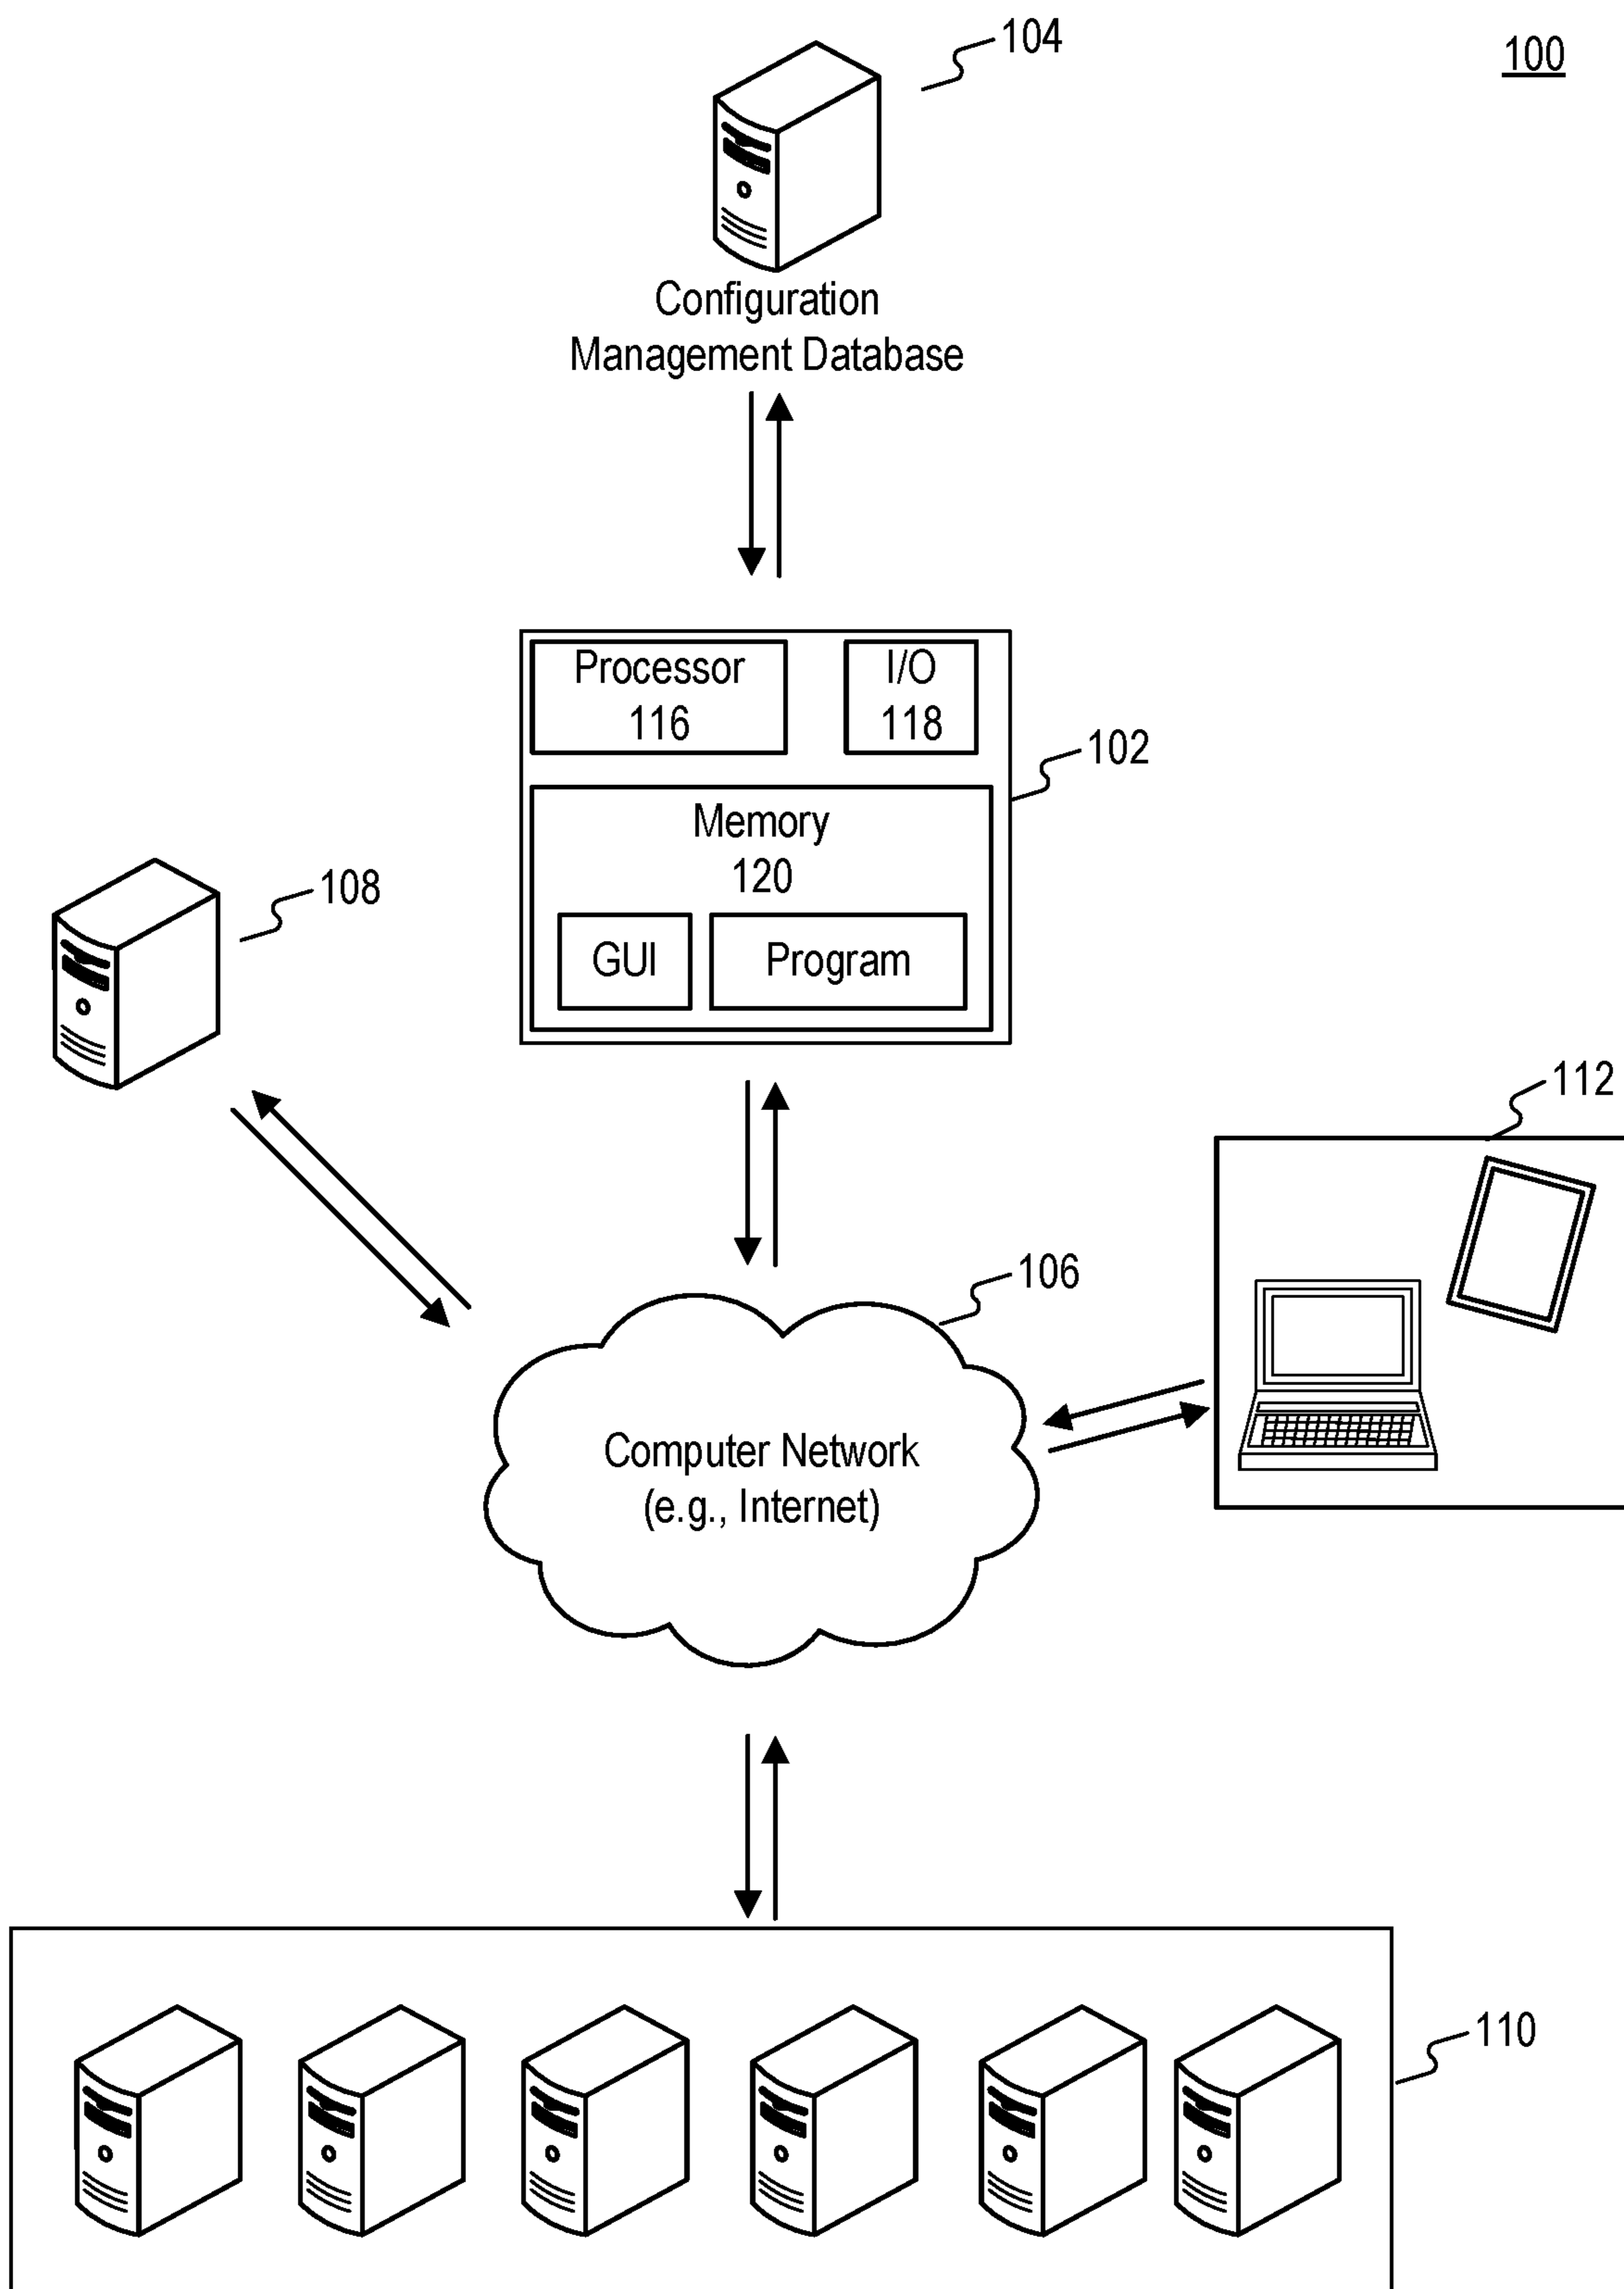 104
100
Configuration
Management Database
Processor
116
I/O
118
102
Memory
120
108
GUI
Program
112
106
Computer Network
(e.g., Internet)
110